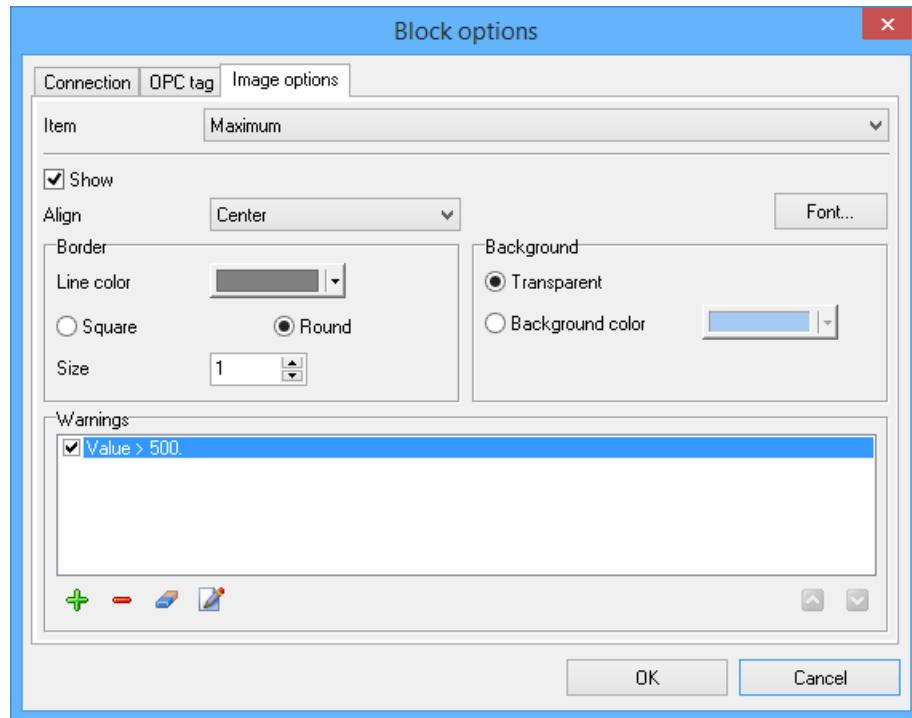 Block options
Connection OPC tag Image options
Item Maximum
Show
Align Center Font...
Border Background
Line color Transparent
Square Round Background color
Size 1
Warnings
Value > 500.
OK Cancel